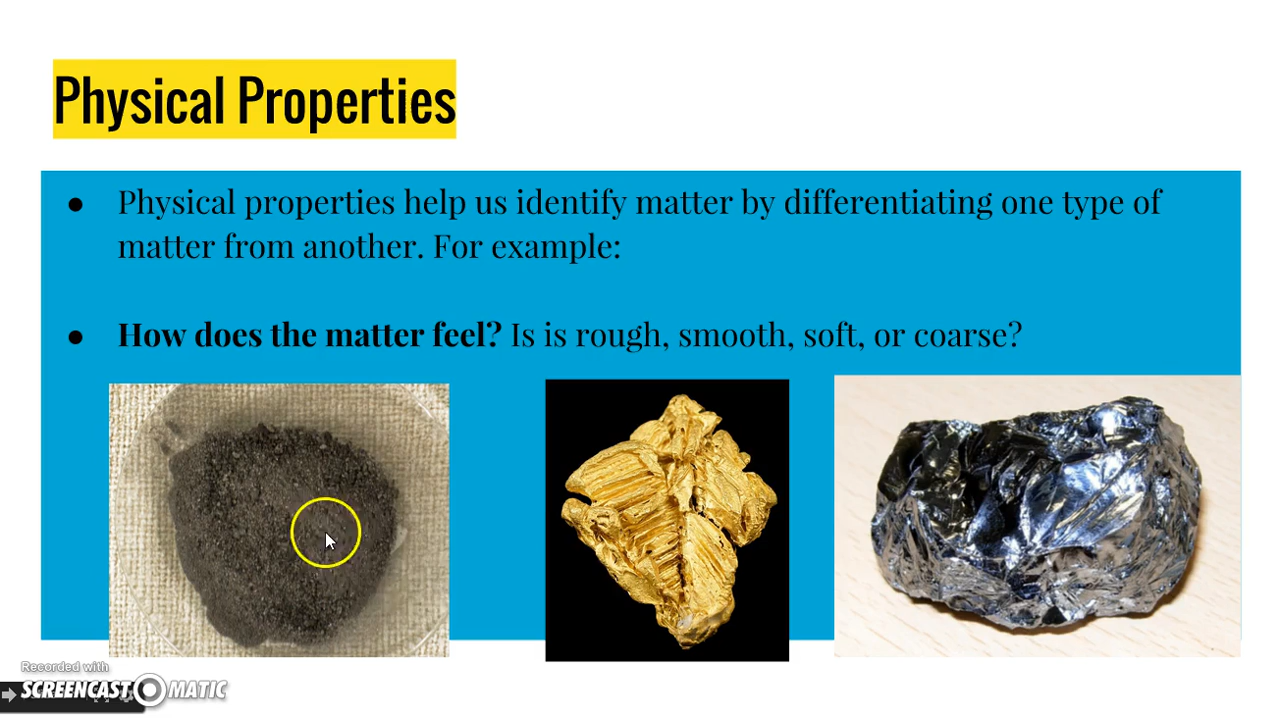 Physical Properties
● Physical properties help us identify matter by differentiating one type of
matter from another. For example:
● How does the matter feel? Is is rough, smooth, soft, or coarse?
Recorded with
SCREENCAST MATIC